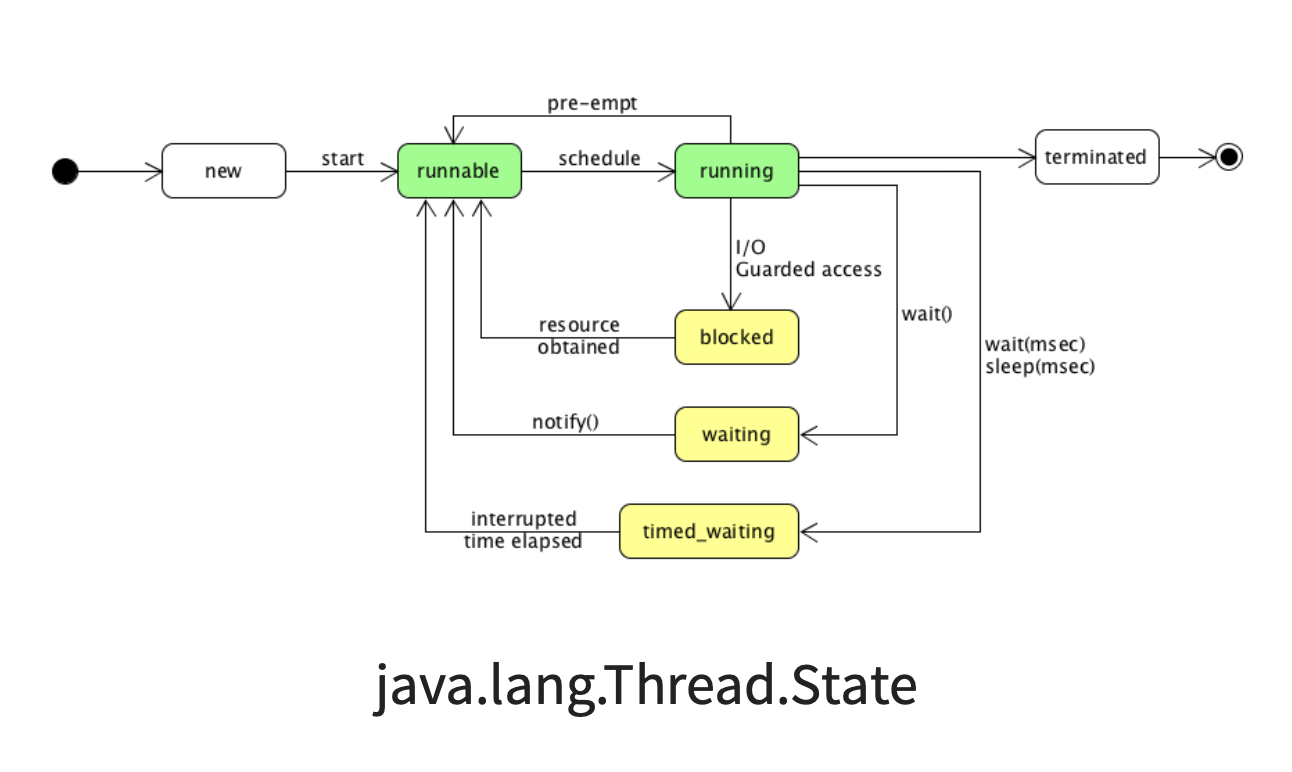 pre-empt
new
start
runnable
schedule
running
terminated
I/O
Guarded access
wait()
resource
obtained
blocked
wait(msec)
sleep(msec)
notify()
waiting
interrupted
time elapsed
timed_waiting
java.lang.Thread.State